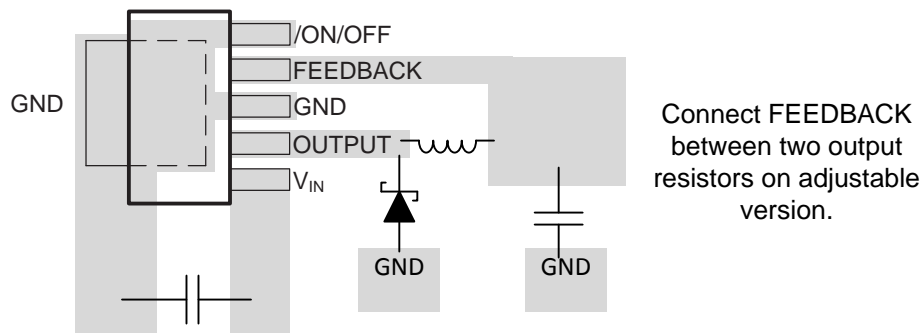 /ON/OFF
FEEDBACK
GND
GND
OUTPUT
VIN
GND
GND
Connect FEEDBACK
between two output
resistors on adjustable
version.